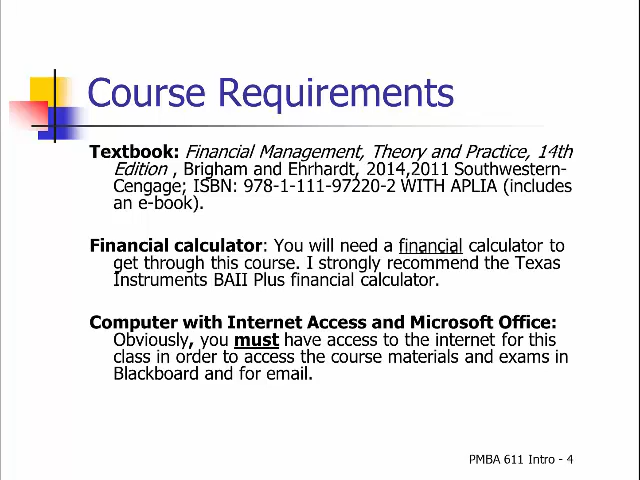 Course Requirements
Textbook: Financial Management, Theory and Practice, 14th
Edition , Brigham and Ehrhardt, 2014,2011 Southwestern-
Cengage; ISBN: 978-1-111-97220-2 WITH APLIA (includes
an e-book).
Financial calculator: You will need a financial calculator to
get through this course. I strongly recommend the Texas
Instruments BAII Plus financial calculator.
Computer with Internet Access and Microsoft Office:
Obviously, you must have access to the internet for this
class in order to access the course materials and exams in
Blackboard and for email.
PMBA 611 Intro - 4